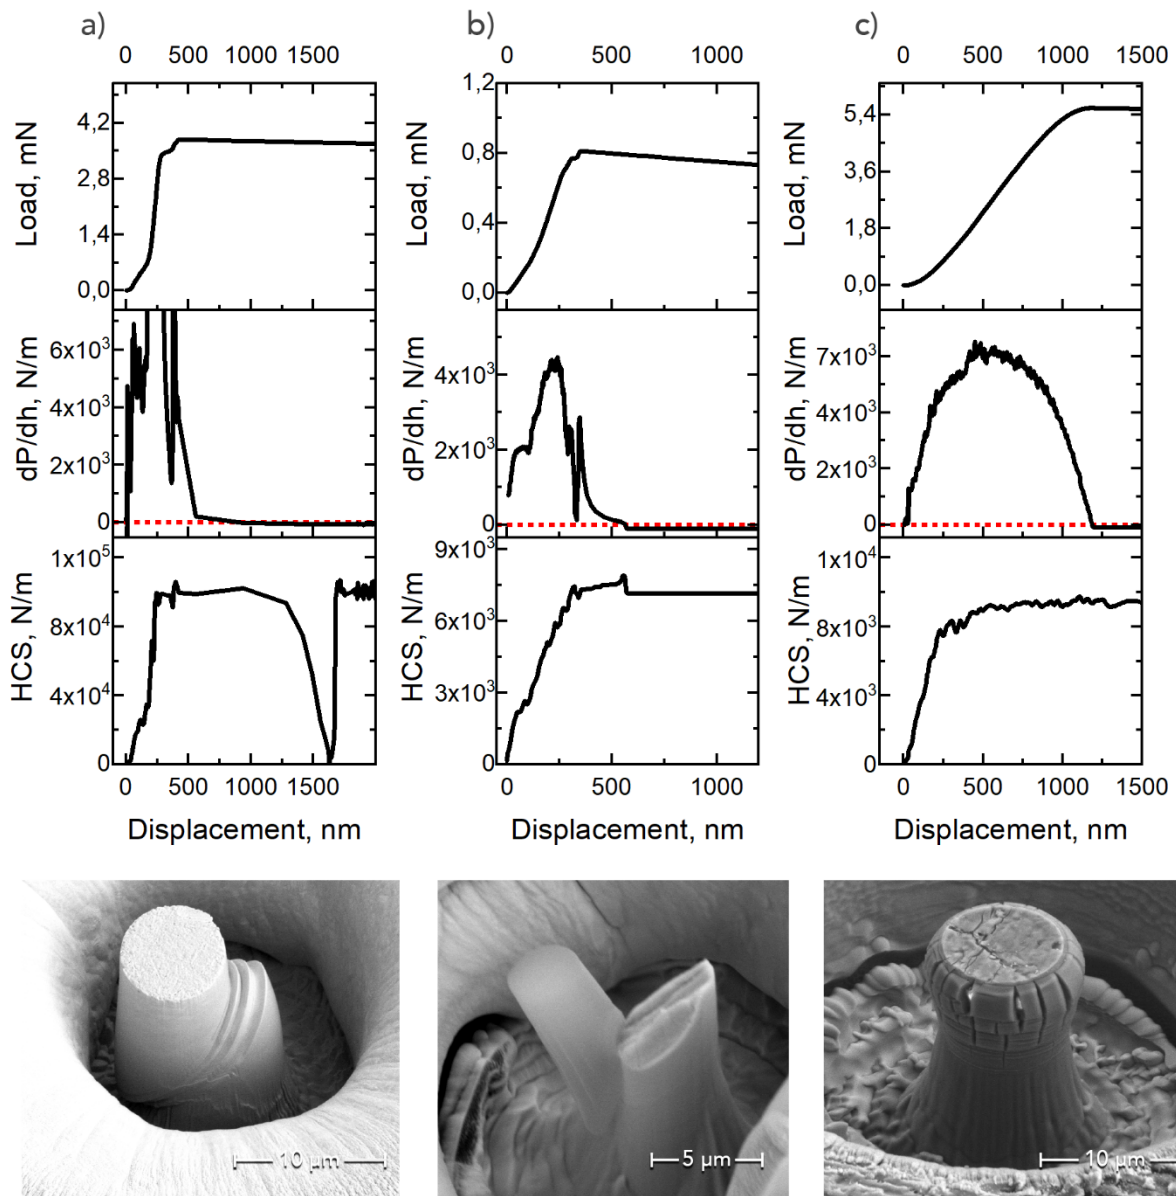 a)
b)
c)
0 500 1000 1500
0 500 1000
0 500 1000 1500
Load, mN
4,2
2,8
1,4
0,0
Load, mN
1,2
0,8
0,4
0,0
Load, mN
5,4
3,6
1,8
0,0
dP/dh, N/m
6x10³
4x10³
2x10³
0
dP/dh, N/m
4x10³
2x10³
0
dP/dh, N/m
7x10³
4x10³
2x10³
0
HCS, N/m
1x10⁵
8x10⁴
4x10⁴
0
HCS, N/m
9x10³
6x10³
3x10³
0
HCS, N/m
1x10⁴
8x10³
4x10³
0
0 500 1000 1500
0 500 1000
0 500 1000 1500
Displacement, nm
Displacement, nm
Displacement, nm
10 µm
5 µm
10 µm